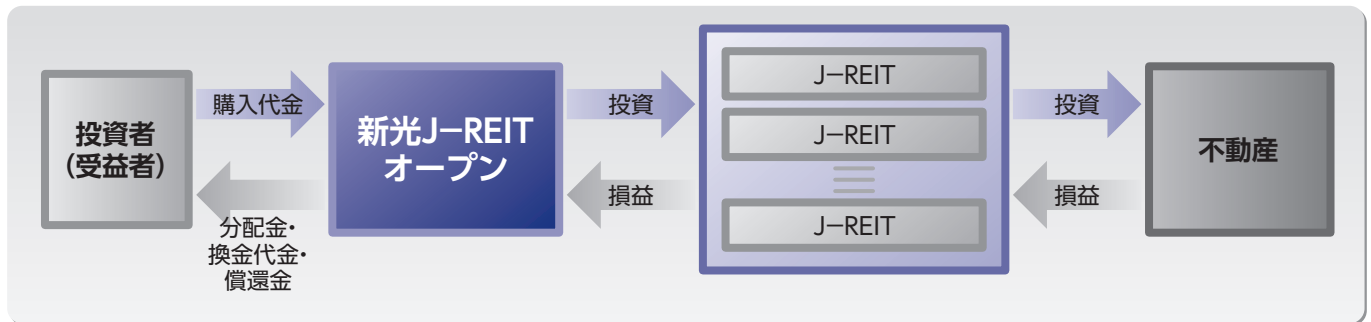 投資者
(受益者)
購入代金
分配金・
換金代金・
償還金
新光J−REIT
オープン
投資
損益
J−REIT
J−REIT
J−REIT
投資
損益
不動産